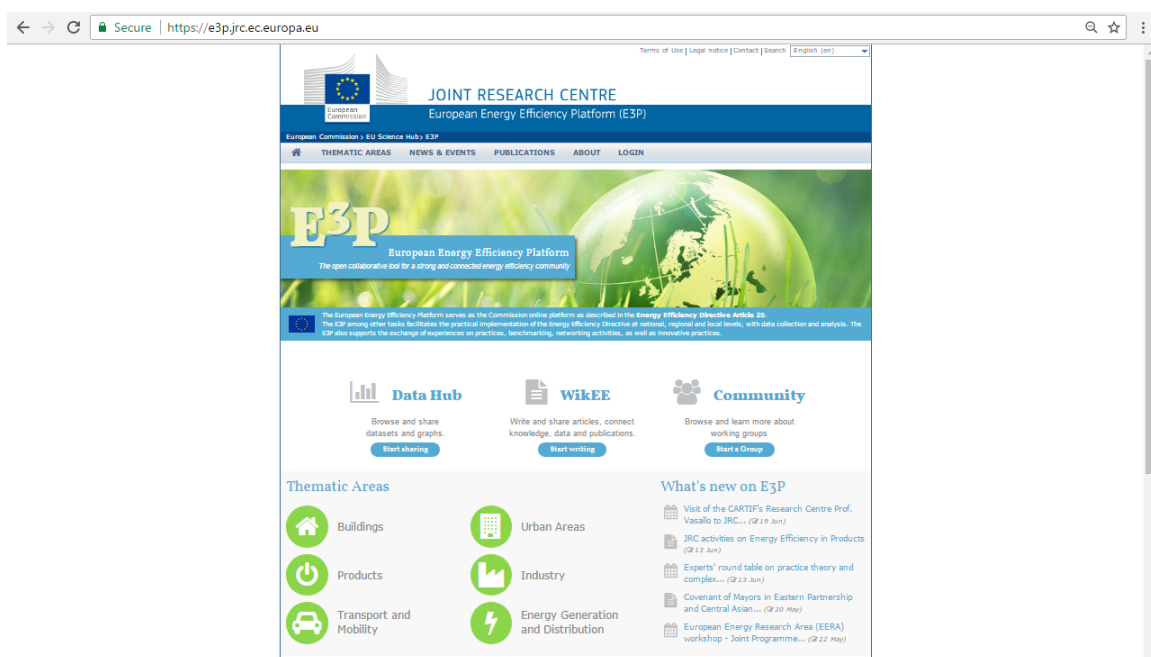 Secure | https://e3p.jrc.ec.europa.eu
Terms of Use | Legal notice | Contact | Search English (en)
European
Commission
JOINT RESEARCH CENTRE
European Energy Efficiency Platform (E3P)
European Commission > EU Science Hub > E3P
THEMATIC AREAS NEWS & EVENTS PUBLICATIONS ABOUT LOGIN
E3P
European Energy Efficiency Platform
The open collaborative tool for a strong and connected energy efficiency community
The European Energy Efficiency Platform serves as the Commission online platform as described in the Energy Efficiency Directive Article 25.
The E3P among other tasks facilitates the practical implementation of the Energy Efficiency Directive at national, regional and local levels, with data collection and analysis. The
E3P also supports the exchange of experiences on practices, benchmarking, networking activities, as well as innovative practices.
Data Hub
Browse and share
datasets and graphs.
Start sharing
WikEE
Write and share articles, connect
knowledge, data and publications.
Start writing
Community
Browse and learn more about
working groups
Start a Group
Thematic Areas
Buildings
Urban Areas
Products
Industry
Transport and
Mobility
Energy Generation
and Distribution
What's new on E3P
Visit of the CARTIF's Research Centre Prof.
Vasallo to JRC... (19 Jun)
JRC activities on Energy Efficiency in Products
(13 Jun)
Experts' round table on practice theory and
complex... (13 Jun)
Covenant of Mayors in Eastern Partnership
and Central Asian... (30 May)
European Energy Research Area (EERA)
workshop - Joint Programme... (22 May)